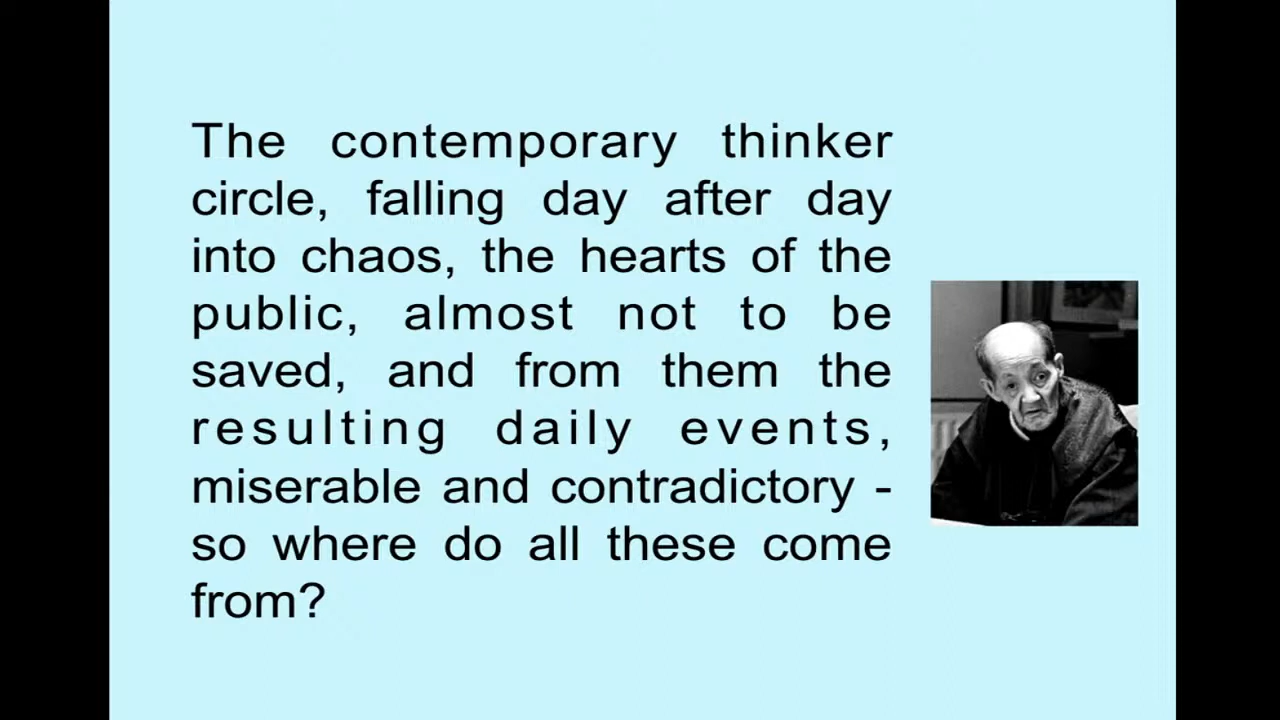 The contemporary thinker
circle, falling day after day
into chaos, the hearts of the
public, almost not to be
saved, and from them the
resulting daily events,
miserable and contradictory -
so where do all these come
from?